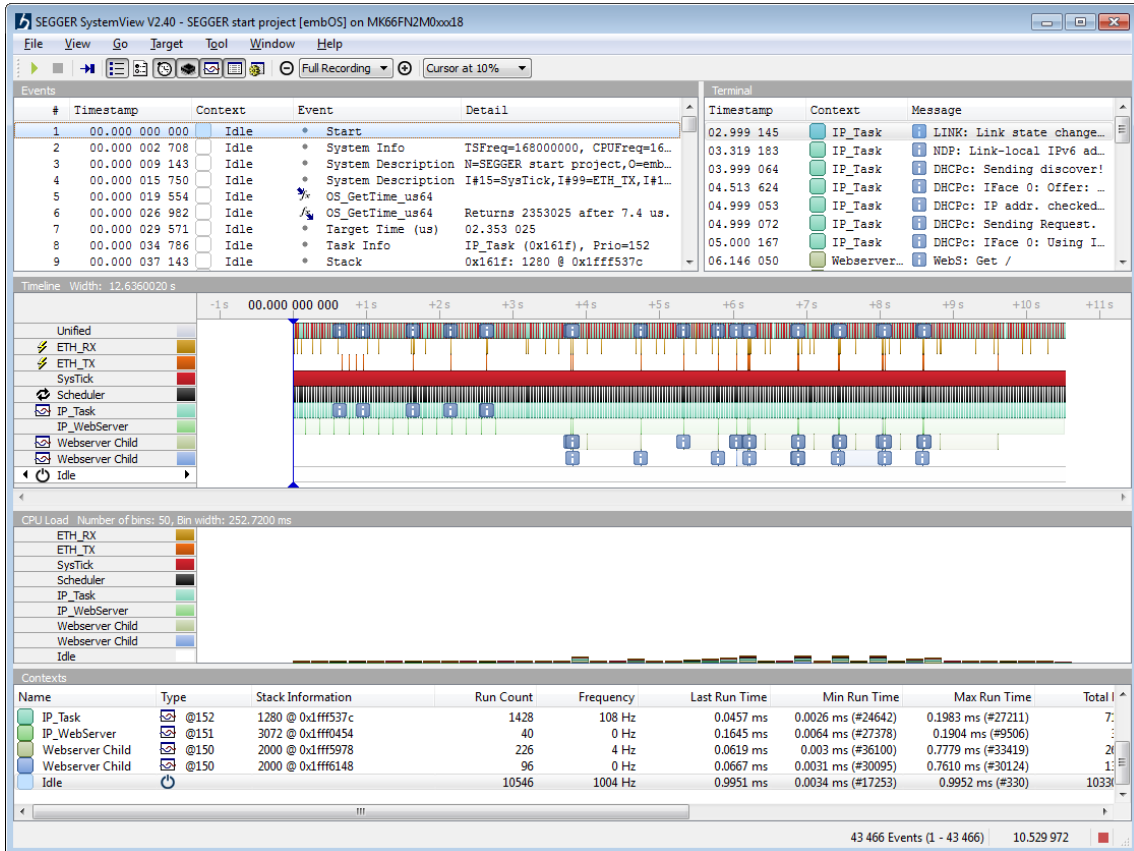 SEGGER SystemView V2.40 - SEGGER start project [embOS] on MK66FN2M0xxx18
File View Go Target Tool Window Help
Full Recording Cursor at 10%
Events
# Timestamp Context Event Detail
1 00.000 000 000 Idle Start
2 00.000 002 708 Idle System Info TSFreq=168000000, CPUFreq=16…
3 00.000 009 143 Idle System Description N=SEGGER start project,O=emb…
4 00.000 015 750 Idle System Description I#15=SysTick,I#99=ETH_TX,I#1…
5 00.000 019 554 Idle OS_GetTime_us64
6 00.000 026 982 Idle OS_GetTime_us64 Returns 2353025 after 7.4 us.
7 00.000 029 571 Idle Target Time (us) 02.353 025
8 00.000 034 786 Idle Task Info IP_Task (0x161f), Prio=152
9 00.000 037 143 Idle Stack 0x161f: 1280 @ 0x1fff537c
Terminal
Timestamp Context Message
02.999 145 IP_Task LINK: Link state change…
03.319 183 IP_Task NDP: Link-local IPv6 ad…
03.999 064 IP_Task DHCPc: Sending discover!
04.513 624 IP_Task DHCPc: IFace 0: Offer: …
04.999 053 IP_Task DHCPc: IP addr. checked…
04.999 072 IP_Task DHCPc: Sending Request.
05.000 167 IP_Task DHCPc: IFace 0: Using I…
06.146 050 Webserver… WebS: Get /
Timeline Width: 12.6360020 s
-1 s 00.000 000 000 +1 s +2 s +3 s +4 s +5 s +6 s +7 s +8 s +9 s +10 s +11 s
Unified
ETH_RX
ETH_TX
SysTick
Scheduler
IP_Task
IP_WebServer
Webserver Child
Webserver Child
Idle
CPU Load Number of bins: 50, Bin width: 252.7200 ms
ETH_RX
ETH_TX
SysTick
Scheduler
IP_Task
IP_WebServer
Webserver Child
Webserver Child
Idle
Contexts
Name Type Stack Information Run Count Frequency Last Run Time Min Run Time Max Run Time Total
IP_Task @152 1280 @ 0x1fff537c 1428 108 Hz 0.0457 ms 0.0026 ms (#24642) 0.1983 ms (#27211)
IP_WebServer @151 3072 @ 0x1fff0454 40 0 Hz 0.1645 ms 0.0064 ms (#27378) 0.1904 ms (#9506)
Webserver Child @150 2000 @ 0x1fff5978 226 4 Hz 0.0619 ms 0.003 ms (#36100) 0.7779 ms (#33419)
Webserver Child @150 2000 @ 0x1fff6148 96 0 Hz 0.0667 ms 0.0031 ms (#30095) 0.7610 ms (#30124)
Idle 10546 1004 Hz 0.9951 ms 0.0034 ms (#17253) 0.9952 ms (#330) 1033
43 466 Events (1 - 43 466) 10.529 972